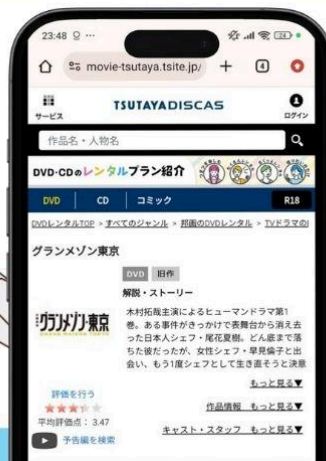 23:48
movie-tsutaya.tsite.jp/
4
サービス
TSUTAYADISCAS
ログイン
作品名・人物名
DVD・CDのレンタルプラン紹介
DVD
CD
コミック
R18
DVDレンタルTOP > すべてのジャンル > 邦画のDVDレンタル > TVドラマの
グランメゾン東京
DVD
旧作
解説・ストーリー
グランメゾン東京
木村拓哉主演によるヒューマンドラマ第1
巻。ある事件がきっかけで表舞台から消え去
った日本人シェフ・尾花夏樹。どん底まで落
ちた彼だったが、女性シェフ・早見倫子と出
会い、もう1度シェフとして生き直そうと決意
もっと見る▼
評価を行う
★★★★★
平均評価点: 3.47
予告編を検索
作品情報 もっと見る▼
キャスト・スタッフ もっと見る▼